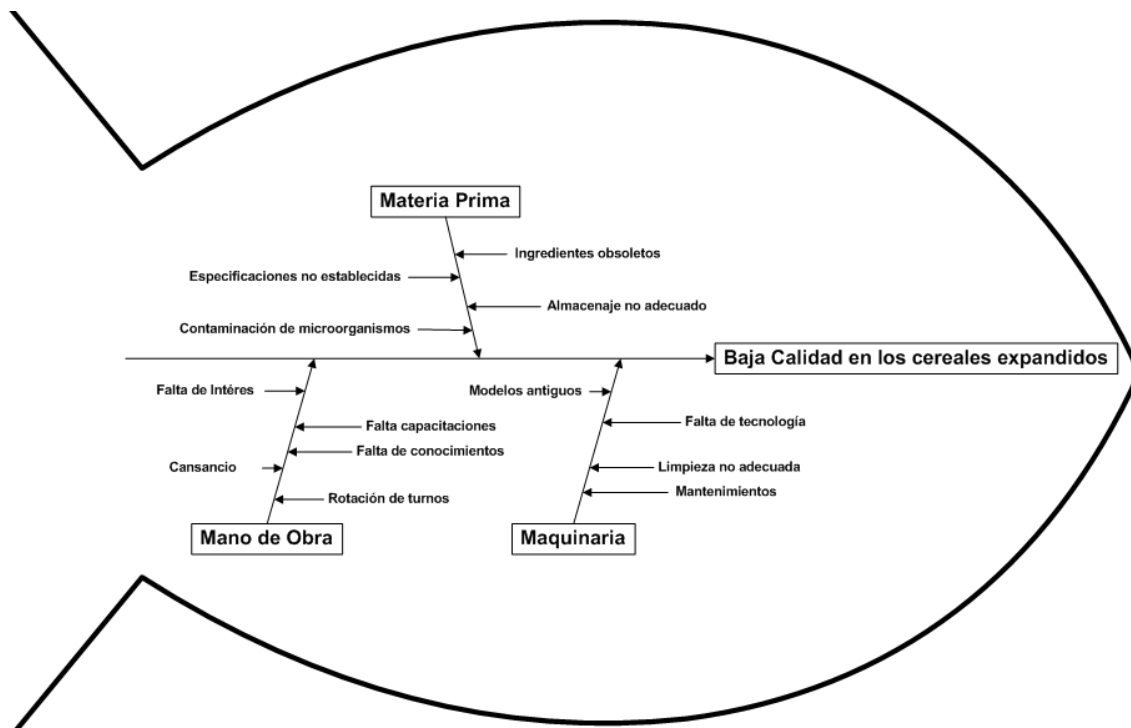 Materia Prima
Ingredientes obsoletos
Especificaciones no establecidas
Almacenaje no adecuado
Contaminación de microorganismos
Baja Calidad en los cereales expandidos
Falta de Intéres
Falta capacitaciones
Falta de conocimientos
Cansancio
Rotación de turnos
Mano de Obra
Modelos antiguos
Falta de tecnología
Limpieza no adecuada
Mantenimientos
Maquinaria